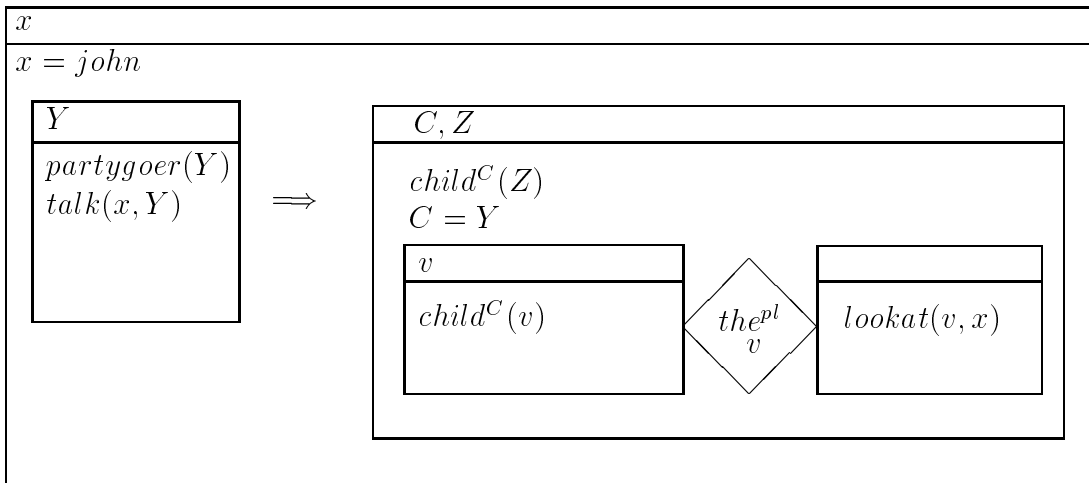 x
x = john
Y
partygoer(Y)
talk(x, Y)
⟹
C, Z
child^C(Z)
C = Y
v
child^C(v)
the^pl
v
lookat(v, x)